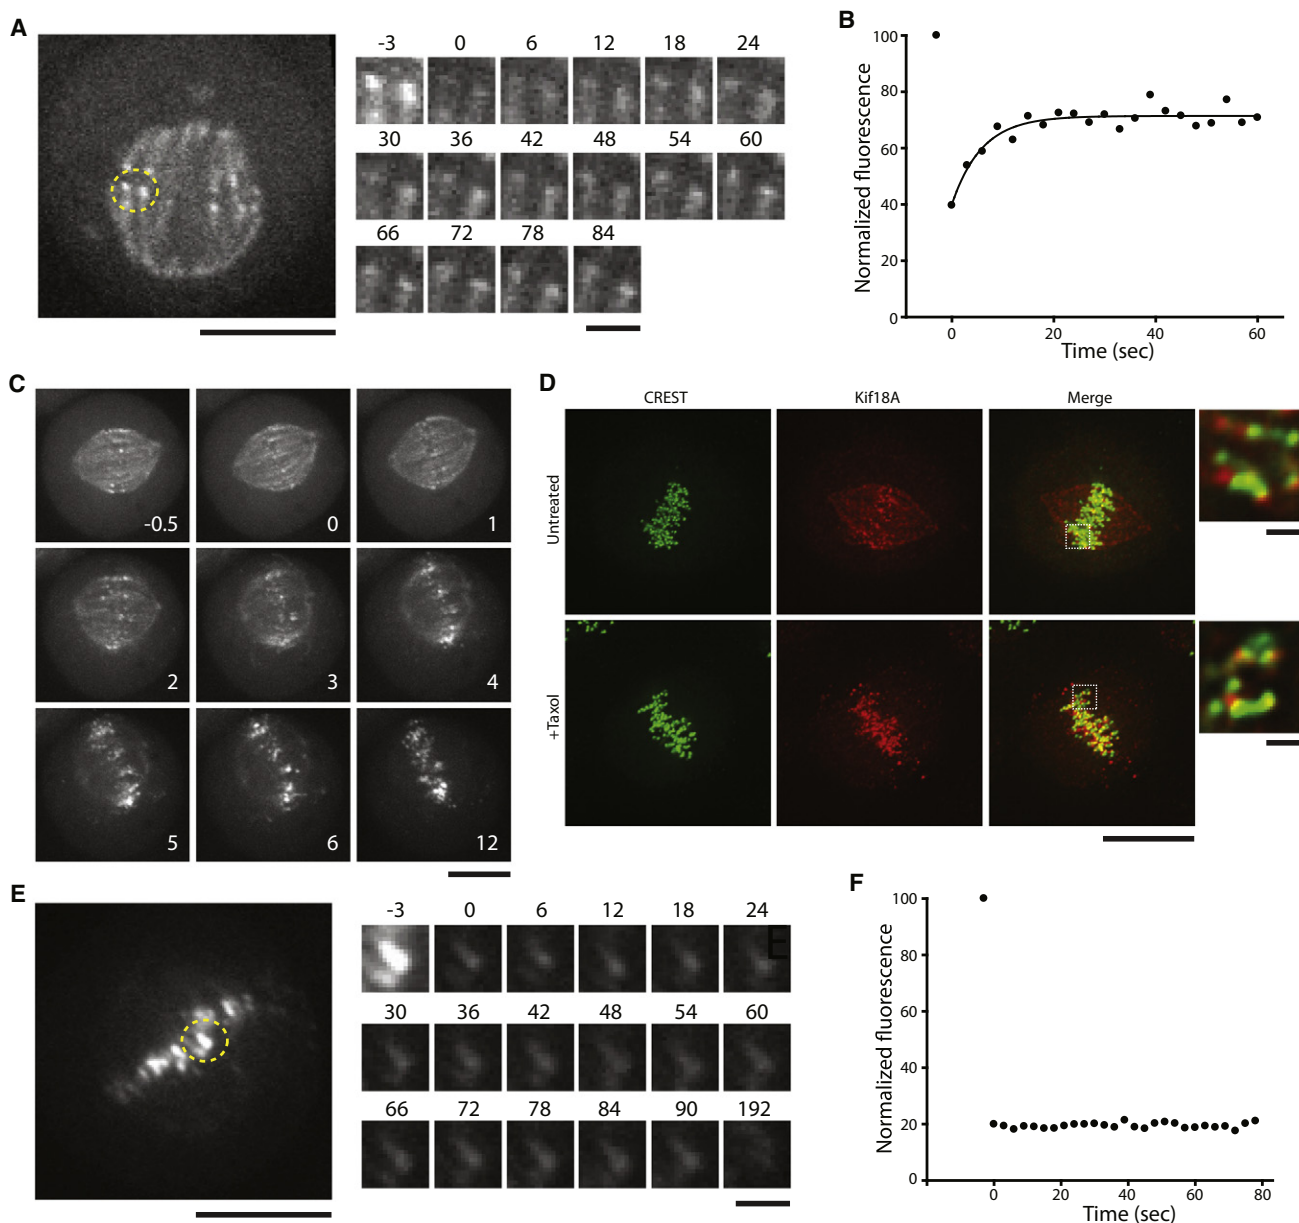 A
-3 0 6 12 18 24
30 36 42 48 54 60
66 72 78 84
B
Normalized fluorescence
100
80
60
40
20
0
0 20 40 60
Time (sec)
C
-0.5 0 1
2 3 4
5 6 12
D
CREST Kif18A Merge
Untreated
+Taxol
E
-3 0 6 12 18 24
E
30 36 42 48 54 60
66 72 78 84 90 192
F
Normalized fluorescence
100
80
60
40
20
0
0 20 40 60 80
Time (sec)